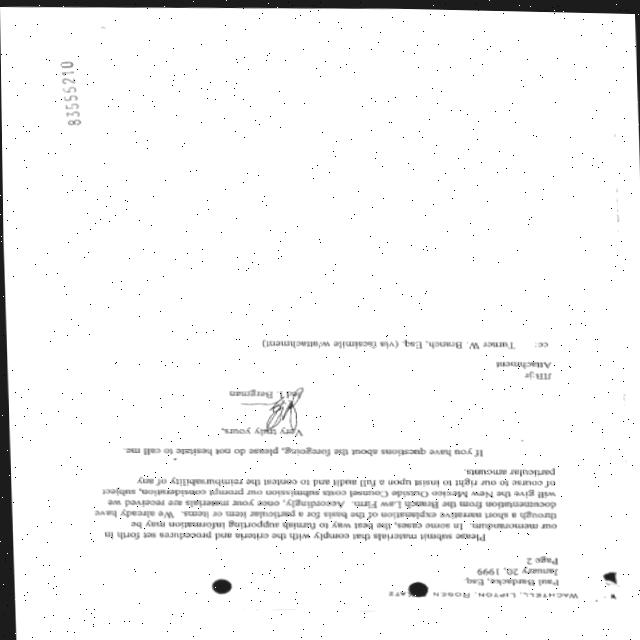 WACHTELL, LIPTON, ROSEN
Paul Bardacke, Esq.
January 20, 1999
Page 2
Please submit materials that comply with the criteria and procedures set forth in
our memorandum. In some cases, the best way to furnish supporting information may be
through a short narrative explanation of the basis for a particular item or items. We already have
documentation from the Branch Law Firm. Accordingly, once your materials are received we
will give the New Mexico Outside Counsel costs submission our prompt consideration, subject
of course to our right to insist upon a full audit and to contest the reimbursability of any
particular amounts.
If you have questions about the foregoing, please do not hesitate to call me.
Very truly yours,
Bergman
JIB:jr
Attachment
cc: Turner W. Branch, Esq. (via facsimile w/attachment)
83555210